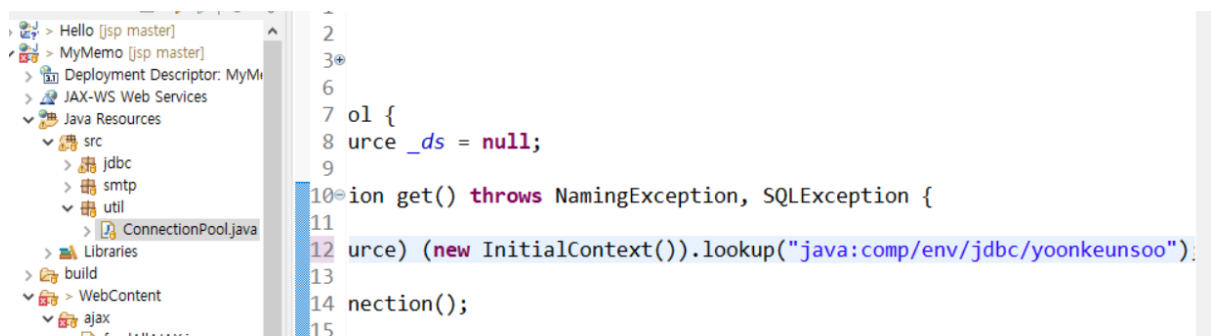 > Hello [jsp master]
> MyMemo [jsp master]
> Deployment Descriptor: MyMe
> JAX-WS Web Services
Java Resources
src
> jdbc
> smtp
util
> ConnectionPool.java
> Libraries
> build
> WebContent
ajax
2
3
6
7 ol {
8 urce _ds = null;
9
10 ion get() throws NamingException, SQLException {
11
12 urce) (new InitialContext()).lookup("java:comp/env/jdbc/yoonkeunsoo");
13
14 nection();
15